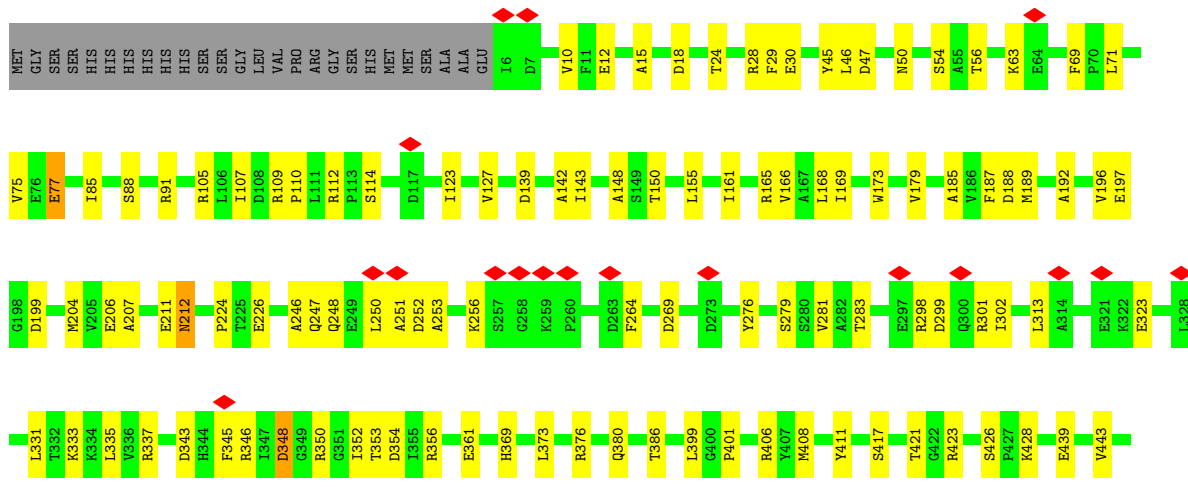 MET GLY SER SER HIS HIS HIS HIS HIS HIS SER SER GLY LEU VAL PRO ARG GLY SER HIS MET MET SER ALA ALA GLU I6 D7 V10 F11 E12 A15 D18 T24 R28 F29 E30 Y45 L46 D47 N50 S54 A55 T56 K63 E64 F69 P70 L71
V75 E76 E77 I85 S88 R91 R105 L106 I107 D108 R109 P110 L111 R112 P113 S114 D117 I123 V127 D139 A142 I143 A148 S149 T150 L155 I161 R165 V166 A167 L168 I169 W173 V179 A185 V186 F187 D188 M189 A192 V196 E197
G198 D199 M204 V205 E206 A207 E211 N212 P224 T225 E226 A246 Q247 Q248 E249 L250 A251 D252 A253 K256 S257 G258 K259 P260 D263 F264 D269 D273 Y276 S279 S280 V281 A282 T283 E297 R298 D299 Q300 R301 I302 L313 A314 E321 K322 E323 L328
L331 T332 K333 K334 L335 V336 R337 D343 H344 F345 R346 I347 D348 G349 R350 G351 I352 T353 D354 I355 R356 E361 H369 L373 R376 Q380 T386 L399 G400 P401 R406 Y407 M408 Y411 S417 T421 G422 R423 S426 P427 K428 E439 V443